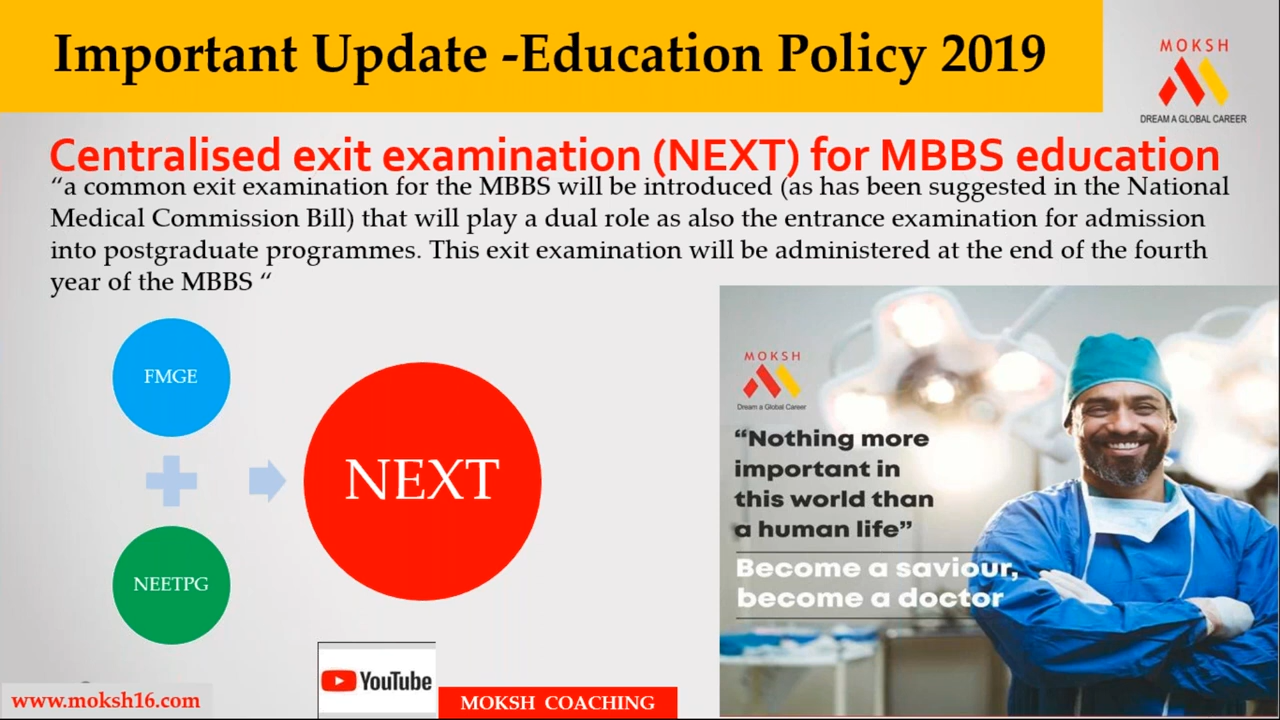 Important Update -Education Policy 2019
MOKSH
DREAM A GLOBAL CAREER
Centralised exit examination (NEXT) for MBBS education
“a common exit examination for the MBBS will be introduced (as has been suggested in the National
Medical Commission Bill) that will play a dual role as also the entrance examination for admission
into postgraduate programmes. This exit examination will be administered at the end of the fourth
year of the MBBS “
FMGE
NEETPG
NEXT
MOKSH
Dream a Global Career
“Nothing more
important in
this world than
a human life”
Become a saviour,
become a doctor
www.moksh16.com
YouTube
MOKSH COACHING